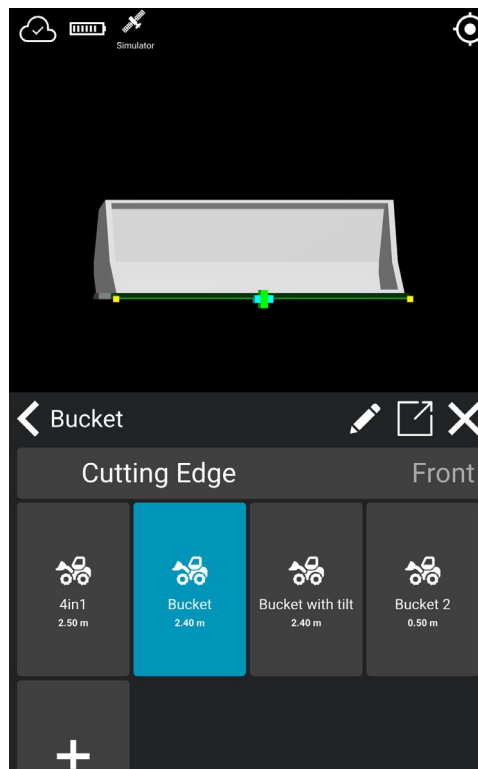 Simulator
Bucket
Cutting Edge Front
4in1 Bucket Bucket with tilt Bucket 2
2.50 m 2.40 m 2.40 m 0.50 m